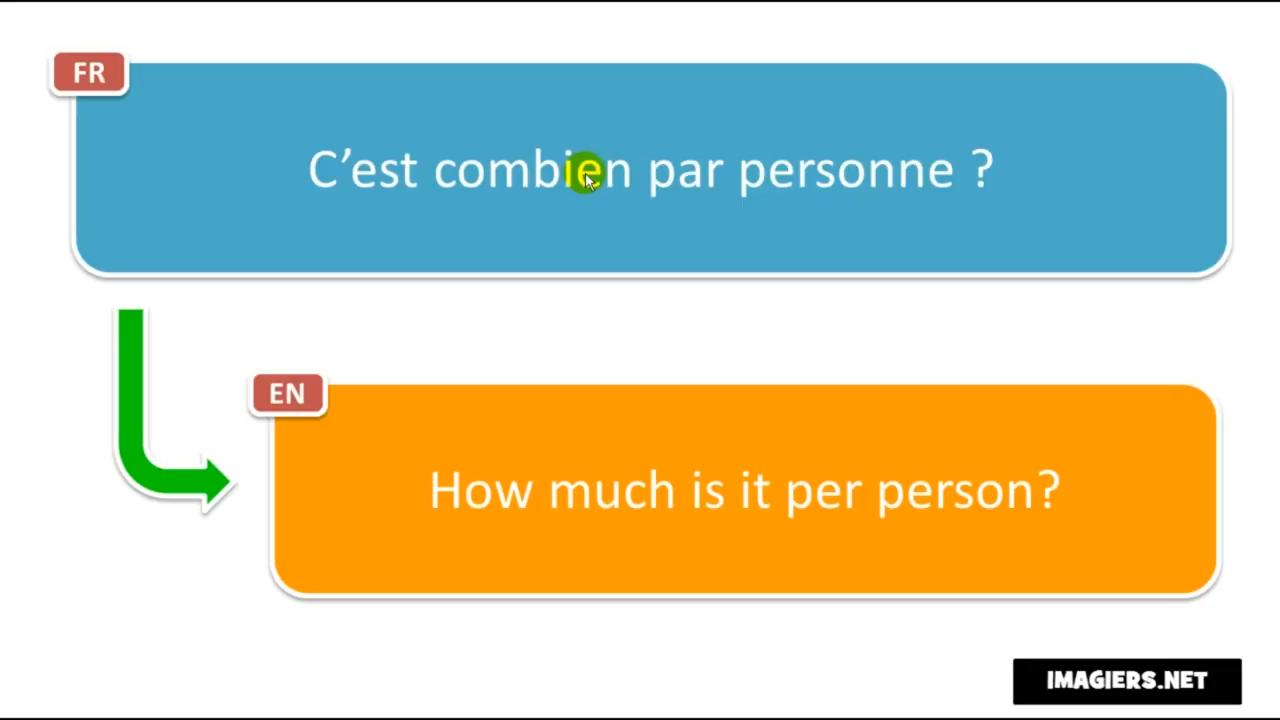 FR
C’est combien par personne ?
EN
How much is it per person?
IMAGIERS.NET